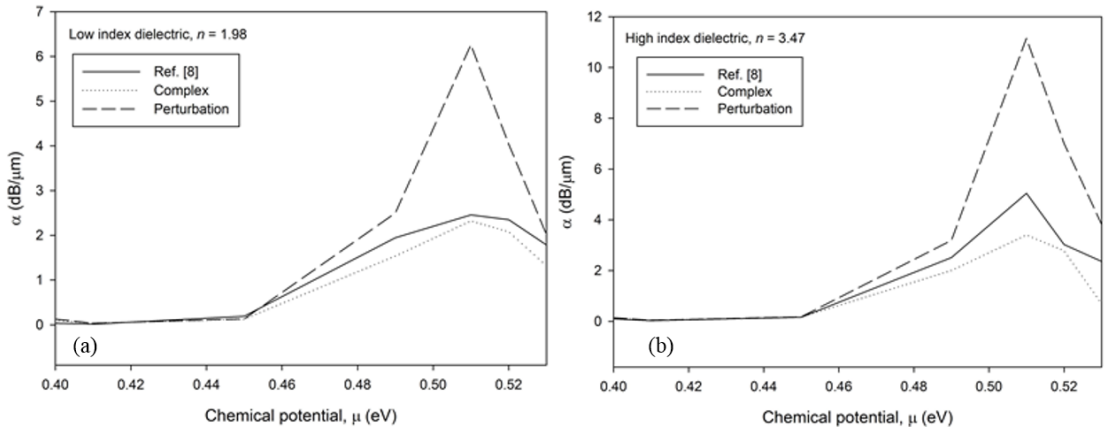 Low index dielectric, n = 1.98
Ref. [8]
Complex
Perturbation
7
6
5
4
3
2
1
0
α (dB/μm)
(a)
0.40 0.42 0.44 0.46 0.48 0.50 0.52
Chemical potential, μ (eV)
High index dielectric, n = 3.47
Ref. [8]
Complex
Perturbation
12
10
8
6
4
2
0
α (dB/μm)
(b)
0.40 0.42 0.44 0.46 0.48 0.50 0.52
Chemical potential, μ (eV)